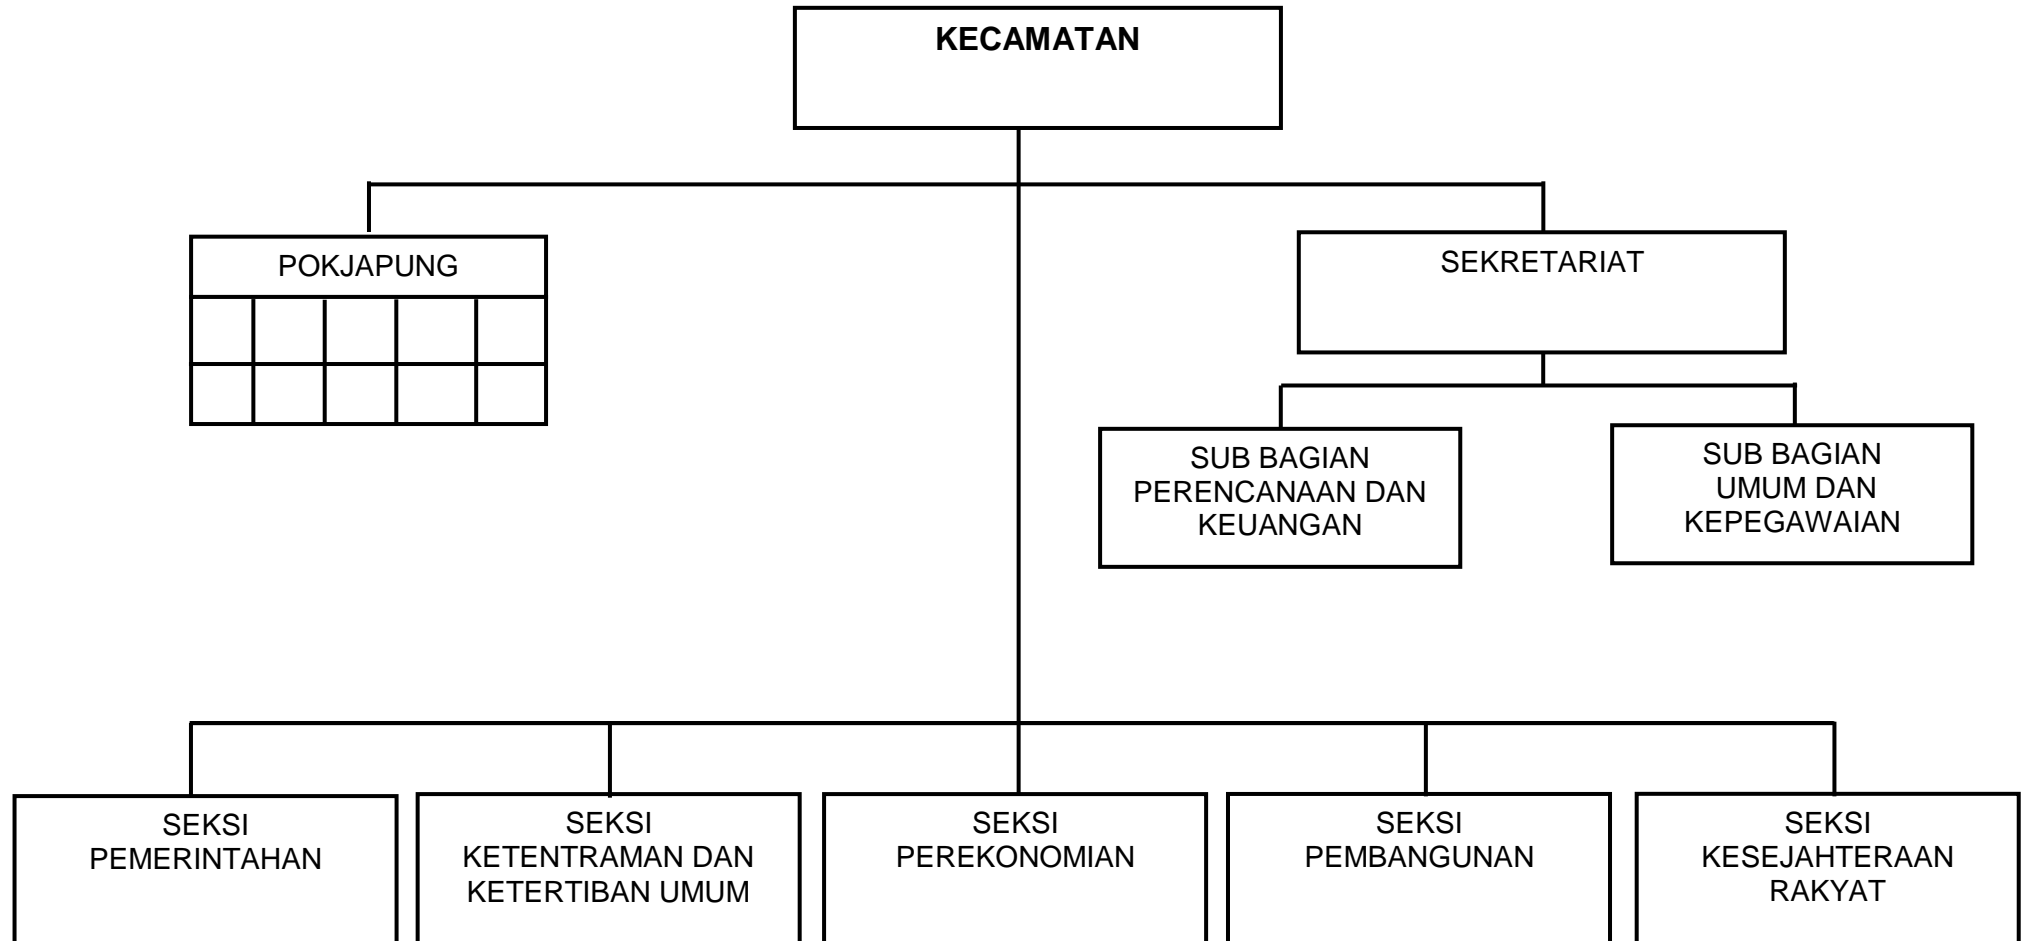 KECAMATAN
POKJAPUNG
SEKRETARIAT
SUB BAGIAN
PERENCANAAN DAN
KEUANGAN
SUB BAGIAN
UMUM DAN
KEPEGAWAIAN
SEKSI
PEMERINTAHAN
SEKSI
KETENTRAMAN DAN
KETERTIBAN UMUM
SEKSI
PEREKONOMIAN
SEKSI
PEMBANGUNAN
SEKSI
KESEJAHTERAAN
RAKYAT